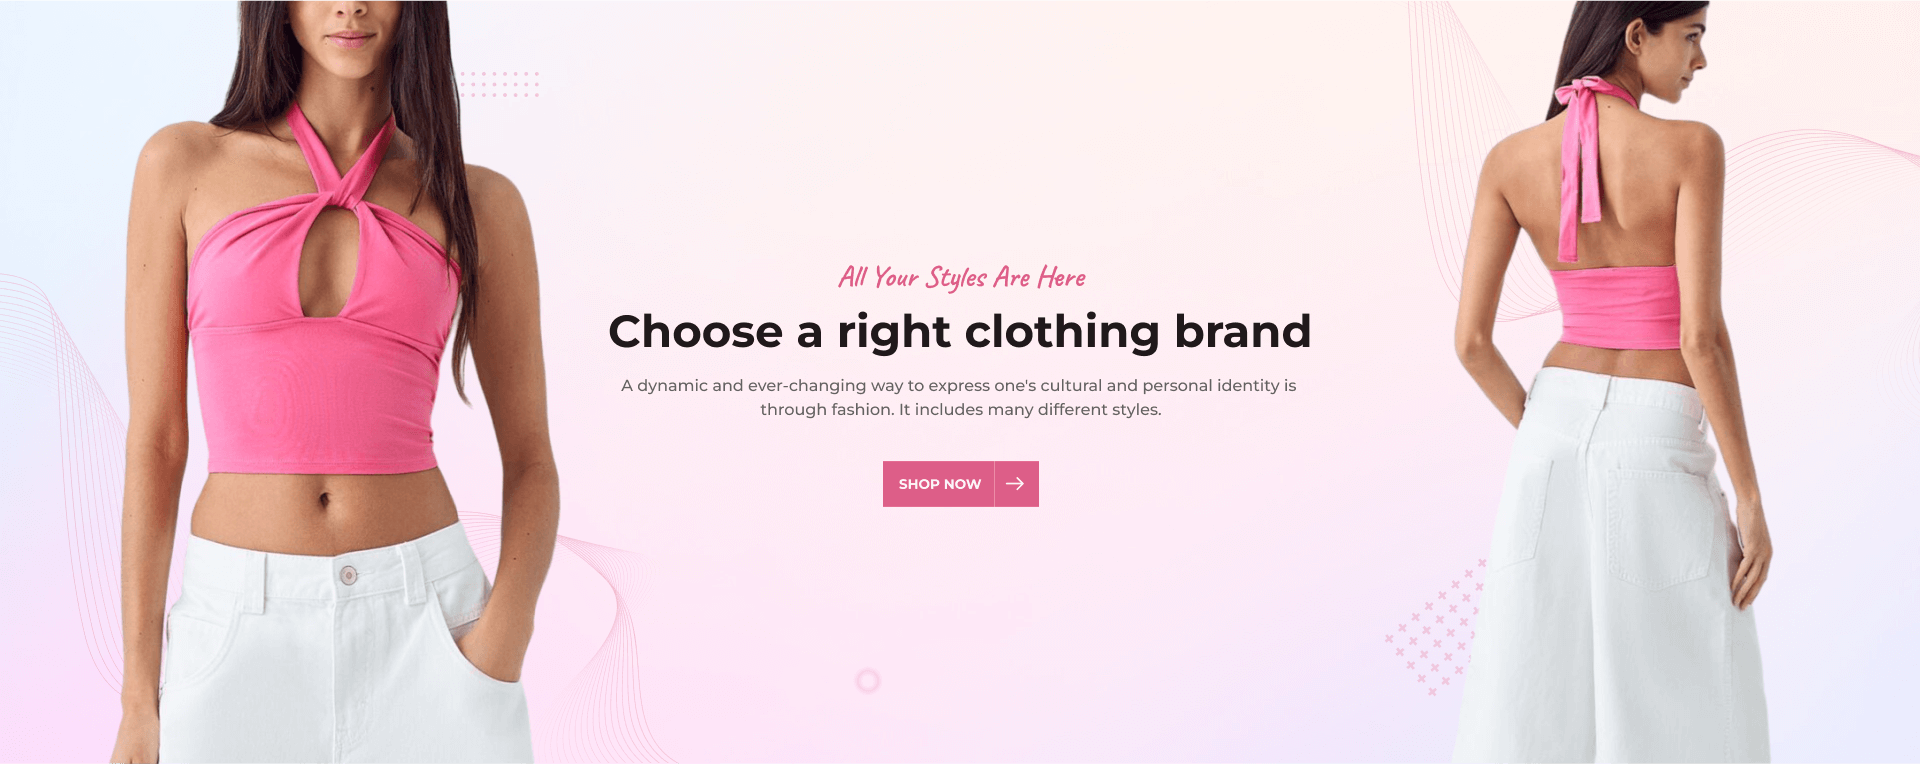 All Your Styles Are Here
Choose a right clothing brand
A dynamic and ever-changing way to express one's cultural and personal identity is
through fashion. It includes many different styles.
SHOP NOW